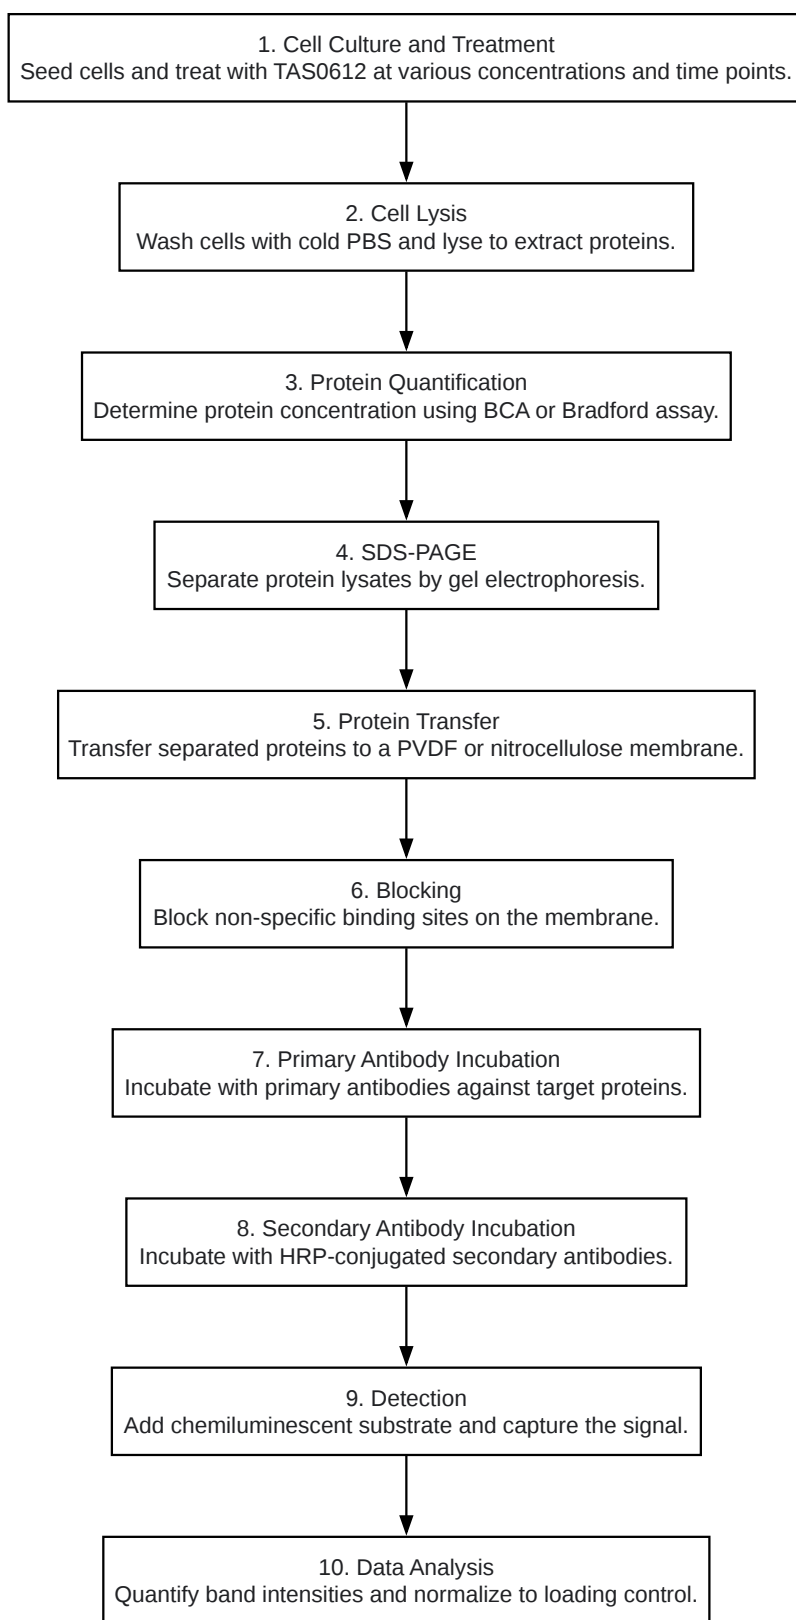 1. Cell Culture and Treatment
Seed cells and treat with TAS0612 at various concentrations and time points.
2. Cell Lysis
Wash cells with cold PBS and lyse to extract proteins.
3. Protein Quantification
Determine protein concentration using BCA or Bradford assay.
4. SDS-PAGE
Separate protein lysates by gel electrophoresis.
5. Protein Transfer
Transfer separated proteins to a PVDF or nitrocellulose membrane.
6. Blocking
Block non-specific binding sites on the membrane.
7. Primary Antibody Incubation
Incubate with primary antibodies against target proteins.
8. Secondary Antibody Incubation
Incubate with HRP-conjugated secondary antibodies.
9. Detection
Add chemiluminescent substrate and capture the signal.
10. Data Analysis
Quantify band intensities and normalize to loading control.